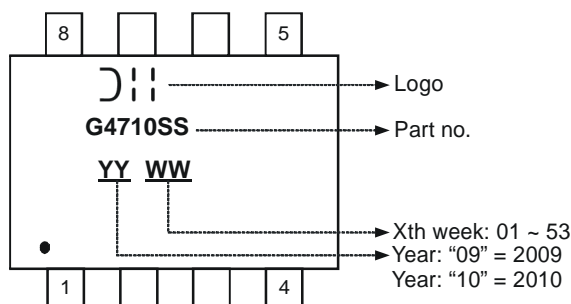 8 5
Logo
G4710SS Part no.
YY WW
Xth week: 01 ~ 53
Year: “09” = 2009
Year: “10” = 2010
1 4